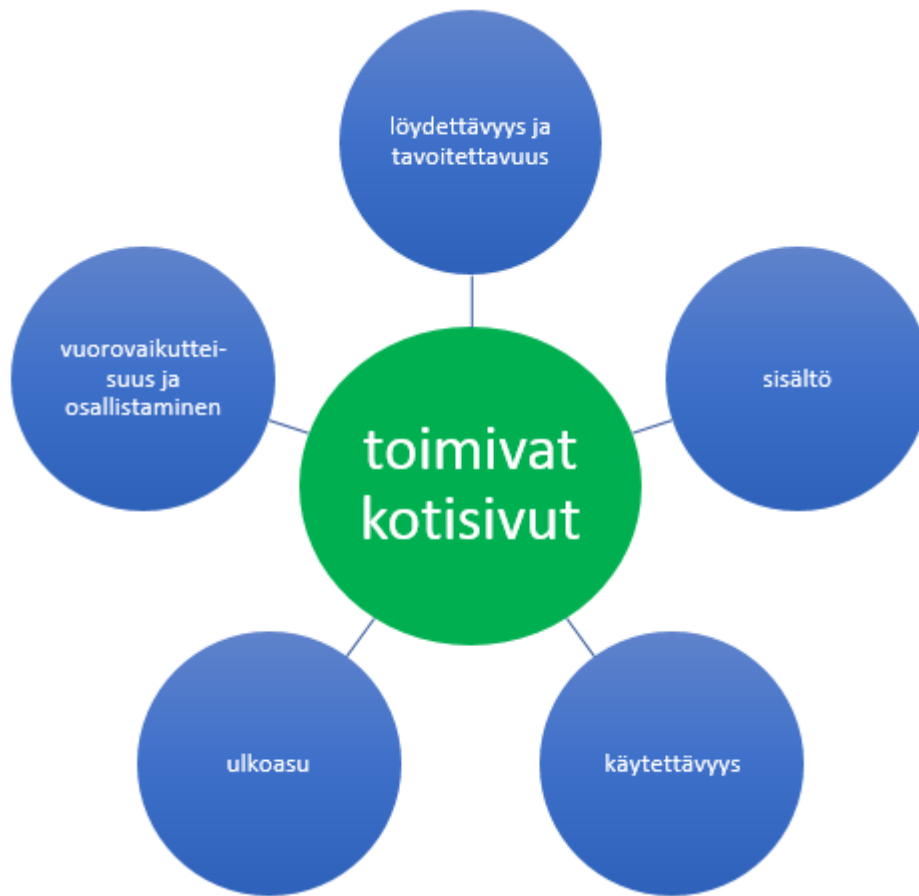 löydettävyys ja
tavoitettavuus
vuorovaikuttei-
suus ja
osallistaminen
sisältö
toimivat
kotisivut
ulkoasu
käytettävyys